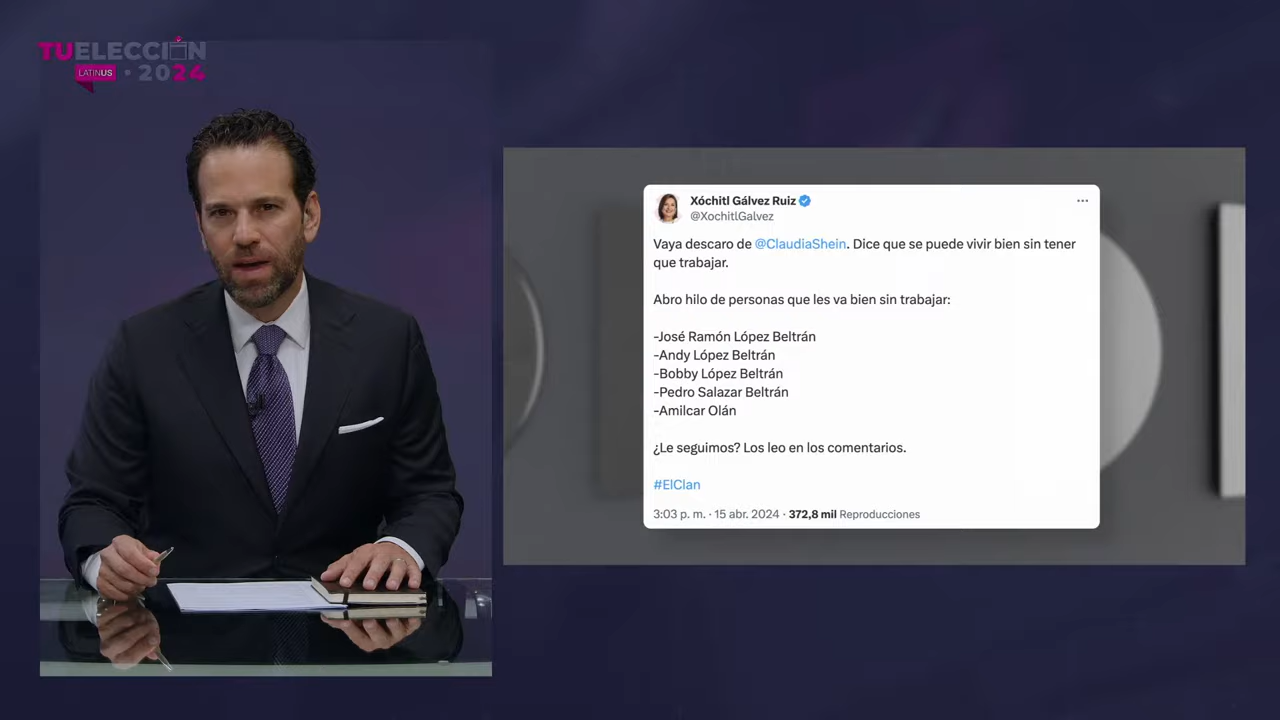 TUELECCIÓN
LATINUS • 2024
Xóchitl Gálvez Ruiz
@XochitlGalvez
Vaya descaro de @ClaudiaShein. Dice que se puede vivir bien sin tener
que trabajar.
Abro hilo de personas que les va bien sin trabajar:
-José Ramón López Beltrán
-Andy López Beltrán
-Bobby López Beltrán
-Pedro Salazar Beltrán
-Amilcar Olán
¿Le seguimos? Los leo en los comentarios.
#ElClan
3:03 p. m. · 15 abr. 2024 · 372,8 mil Reproducciones